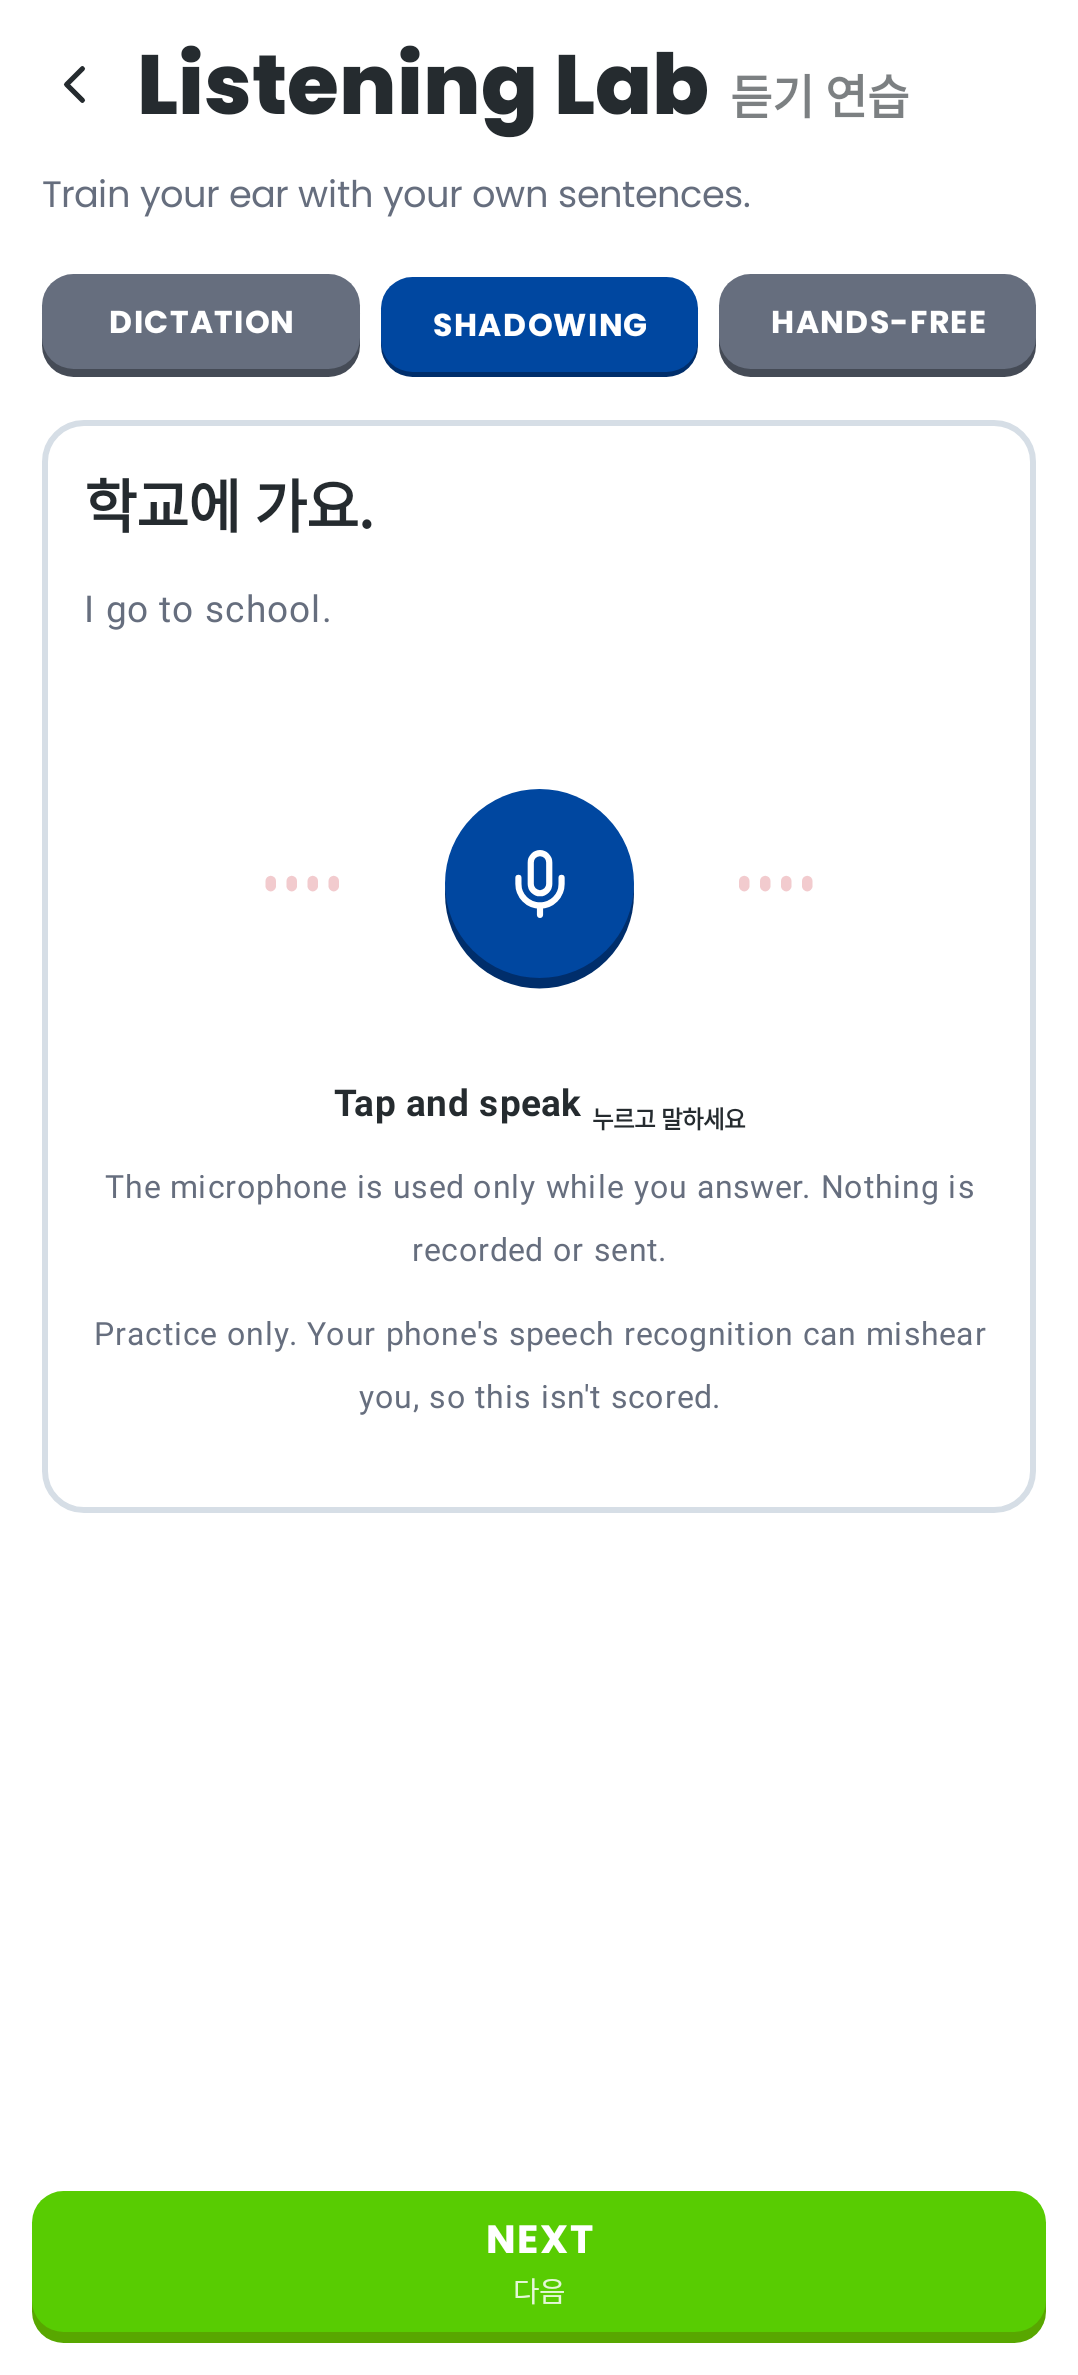 Listening Lab 듣기 연습
Train your ear with your own sentences.
DICTATION
SHADOWING
HANDS-FREE
학교에 가요.
I go to school.
Tap and speak 누르고 말하세요
The microphone is used only while you answer. Nothing is
recorded or sent.
Practice only. Your phone's speech recognition can mishear
you, so this isn't scored.
NEXT
다음